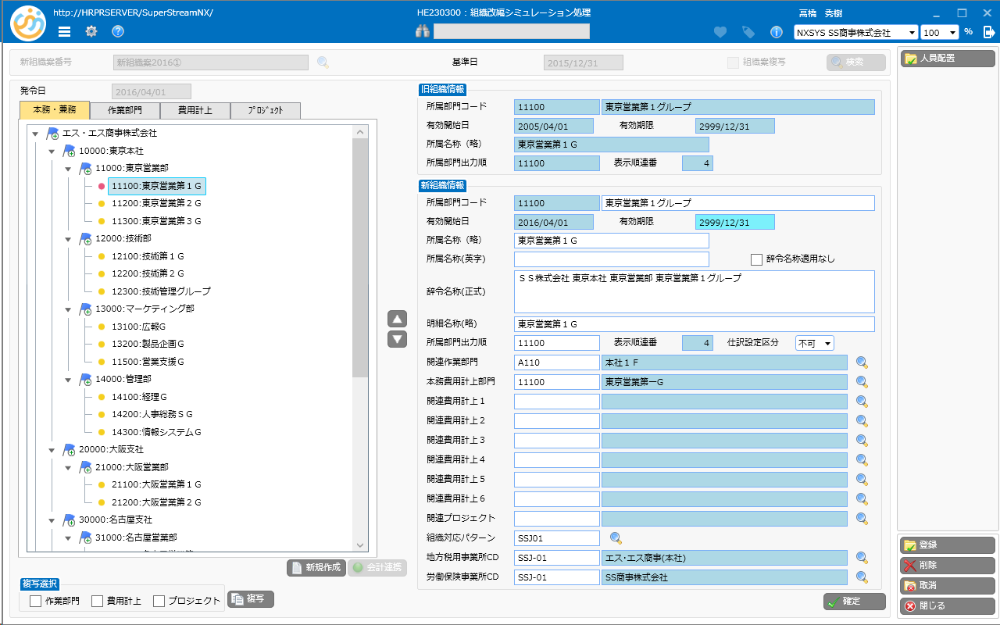 http://HRPRSERVER/SuperStreamNX/
HE230300：組織改編シミュレーション処理
高橋　秀樹
NXSYS SS商事株式会社
100
%
新組織案番号
新組織案2016①
基準日
2015/12/31
組織案複写
検索
人員配置
発令日
2016/04/01
本務・兼務
作業部門
費用計上
ﾌﾟﾛｼﾞｪｸﾄ
エス・エス商事株式会社
10000:東京本社
11000:東京営業部
11100:東京営業第１Ｇ
11200:東京営業第２Ｇ
11300:東京営業第３Ｇ
12000:技術部
12100:技術第１Ｇ
12200:技術第２Ｇ
12300:技術管理グループ
13000:マーケティング部
13100:広報G
13200:製品企画Ｇ
11500:営業支援Ｇ
14000:管理部
14100:経理Ｇ
14200:人事総務ＳＧ
14300:情報システムＧ
20000:大阪支社
21000:大阪営業部
21100:大阪営業第１Ｇ
21200:大阪営業第２Ｇ
30000:名古屋支社
31000:名古屋営業部
新規作成
会計連携
複写選択
作業部門
費用計上
プロジェクト
複写
旧組織情報
所属部門コード
11100
東京営業第１グループ
有効開始日
2005/04/01
有効期限
2999/12/31
所属名称（略）
東京営業第１Ｇ
所属部門出力順
11100
表示順連番
4
新組織情報
所属部門コード
11100
東京営業第１グループ
有効開始日
2016/04/01
有効期限
2999/12/31
所属名称（略）
東京営業第１Ｇ
所属名称(英字)
辞令名称適用なし
辞令名称(正式)
ＳＳ株式会社 東京本社 東京営業部 東京営業第１グループ
明細名称(略)
東京営業第１Ｇ
所属部門出力順
11100
表示順連番
4
仕訳設定区分
不可
関連作業部門
A110
本社１Ｆ
本務費用計上部門
11100
東京営業第一G
関連費用計上１
関連費用計上２
関連費用計上３
関連費用計上４
関連費用計上５
関連費用計上６
関連プロジェクト
組織対応パターン
SSJ01
地方税用事業所CD
SSJ-01
エス･エス商事(本社)
労働保険事業所CD
SSJ-01
SS商事株式会社
確定
登録
削除
取消
閉じる